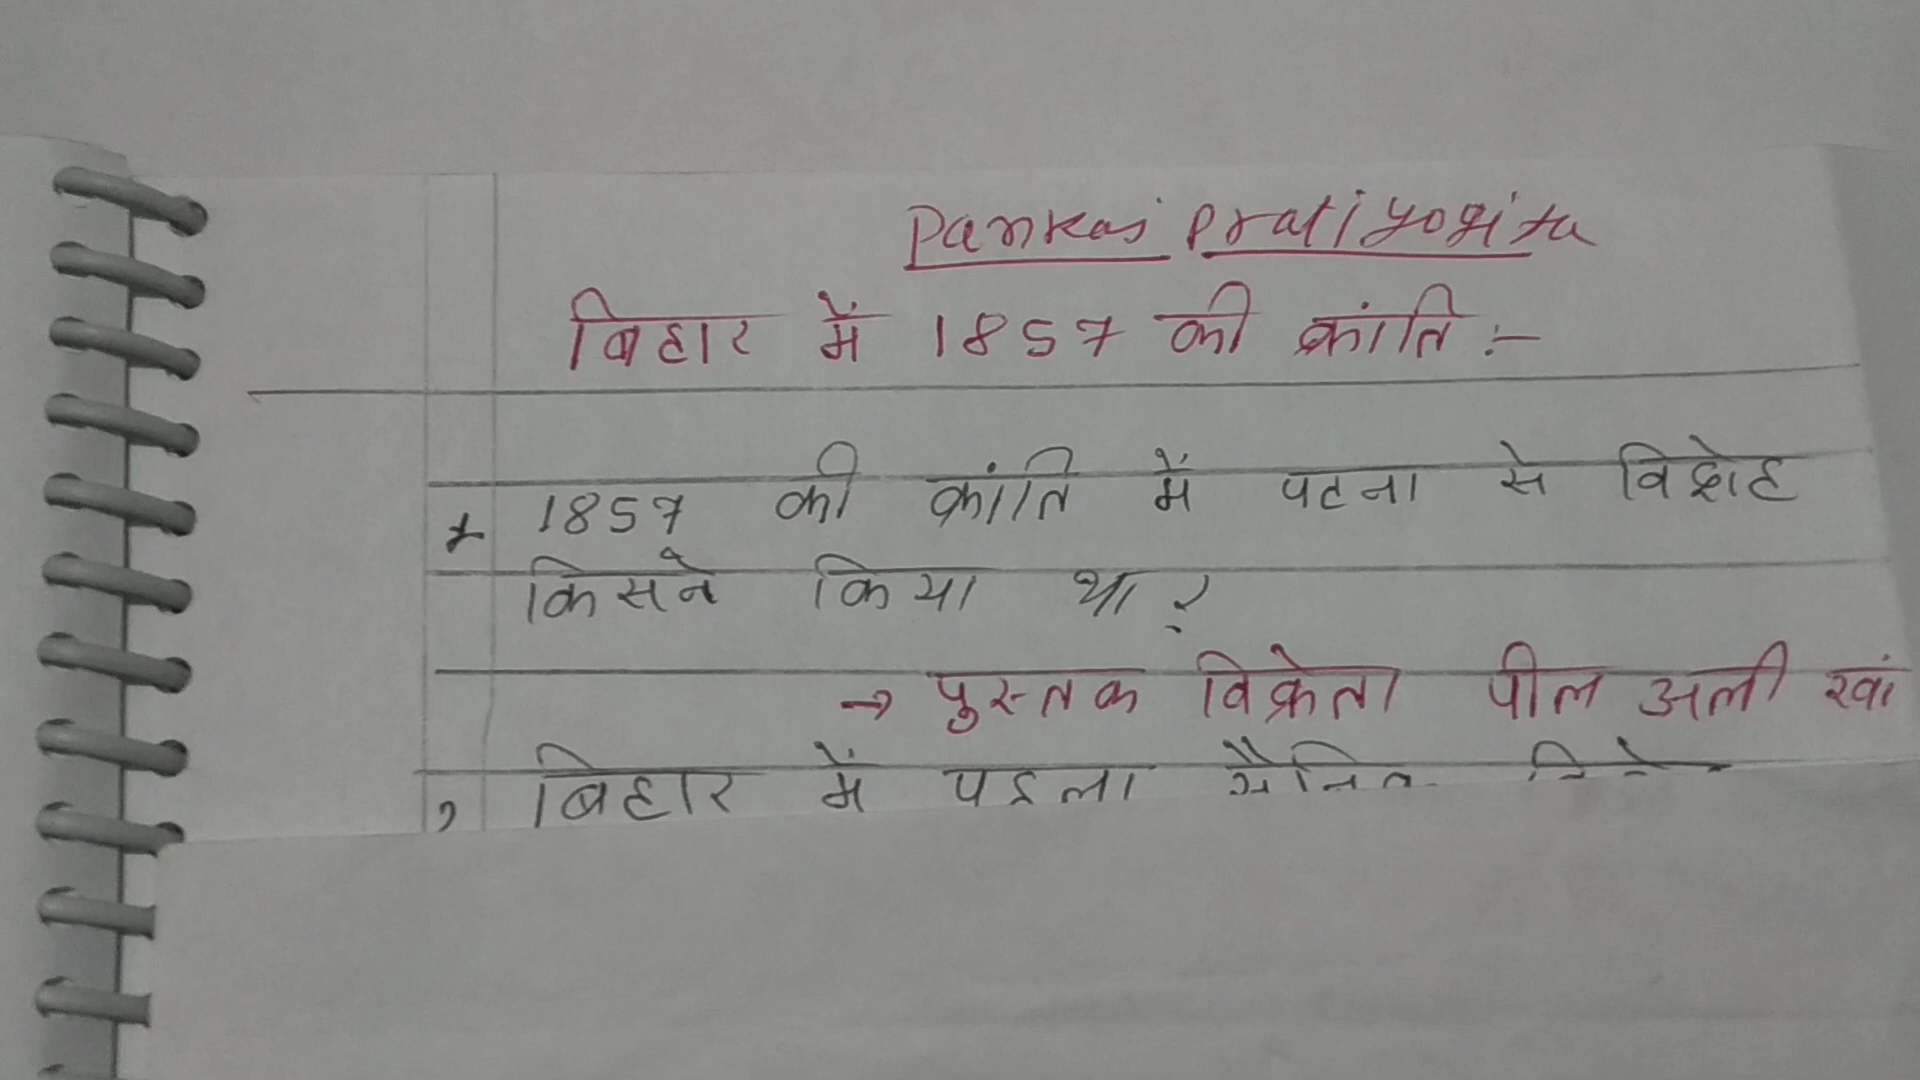 Pankaj Pratiyogita
बिहार में 1857 की क्रांति :-
* 1857 की क्रांति में पटना से विद्रोह
किसने किया था ?
→ पुस्तक विक्रेता पील अली खां
बिहार में पहला